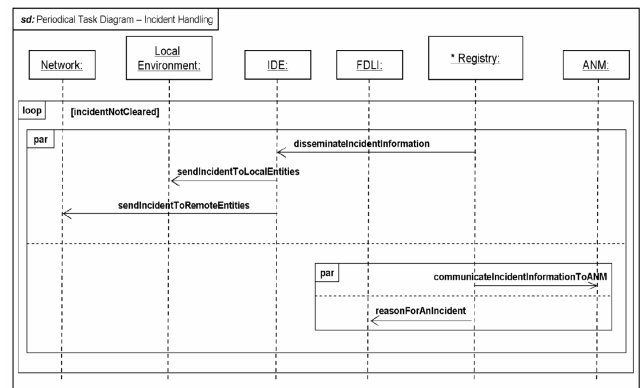 sd: Periodical Task Diagram – Incident Handling
Network:
Local
Environment:
IDE:
FDLI:
* Registry:
ANM:
loop
[incidentNotCleared]
par
disseminateIncidentInformation
sendIncidentToLocalEntities
sendIncidentToRemoteEntities
par
communicateIncidentInformationToANM
reasonForAnIncident